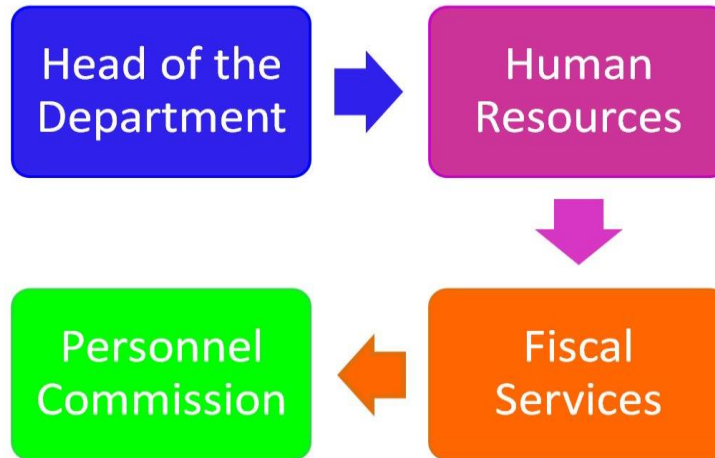 Head of the
Department
Human
Resources
Personnel
Commission
Fiscal
Services